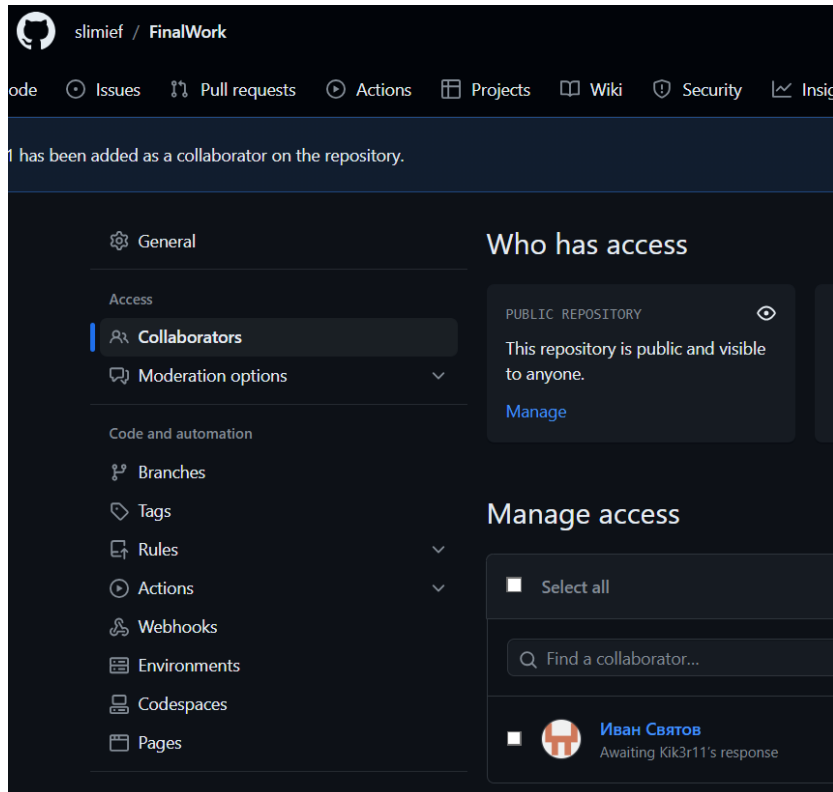 slimief / FinalWork
ode Issues Pull requests Actions Projects Wiki Security Insig
1 has been added as a collaborator on the repository.
General
Access
Collaborators
Moderation options
Code and automation
Branches
Tags
Rules
Actions
Webhooks
Environments
Codespaces
Pages
Who has access
PUBLIC REPOSITORY
This repository is public and visible
to anyone.
Manage
Manage access
Select all
Find a collaborator...
Иван Святов
Awaiting Kik3r11's response